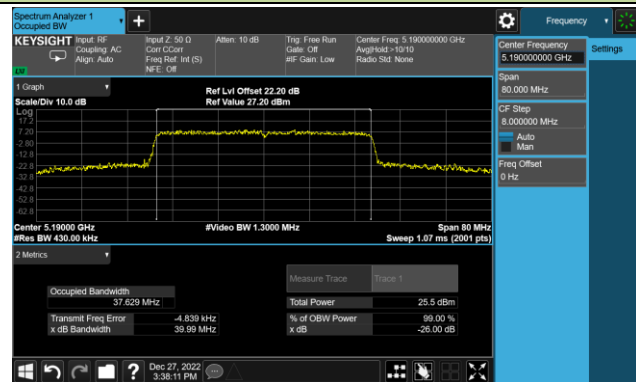 Spectrum Analyzer 1
Occupied BW
+
Frequency
KEYSIGHT
Input: RF
Coupling: AC
Align: Auto
Input Z: 50 Ω
Corr CCorr
Freq Ref: Int (S)
NFE: Off
Atten: 10 dB
Trig: Free Run
Gate: Off
#IF Gain: Low
Center Freq: 5.190000000 GHz
Avg|Hold:>10/10
Radio Std: None
Center Frequency
5.190000000 GHz
Settings
Span
80.000 MHz
CF Step
8.000000 MHz
Auto
Man
Freq Offset
0 Hz
1 Graph
Scale/Div 10.0 dB
Ref Lvl Offset 22.20 dB
Ref Value 27.20 dBm
Log
17.2
7.20
-2.80
-12.8
-22.8
-32.8
-42.8
-52.8
-62.8
Center 5.19000 GHz
#Res BW 430.00 kHz
#Video BW 1.3000 MHz
Span 80 MHz
Sweep 1.07 ms (2001 pts)
2 Metrics
Measure Trace
Trace 1
Occupied Bandwidth
37.629 MHz
Total Power
25.5 dBm
Transmit Freq Error
-4.839 kHz
% of OBW Power
99.00 %
x dB Bandwidth
39.99 MHz
x dB
-26.00 dB
?
Dec 27, 2022
3:38:11 PM